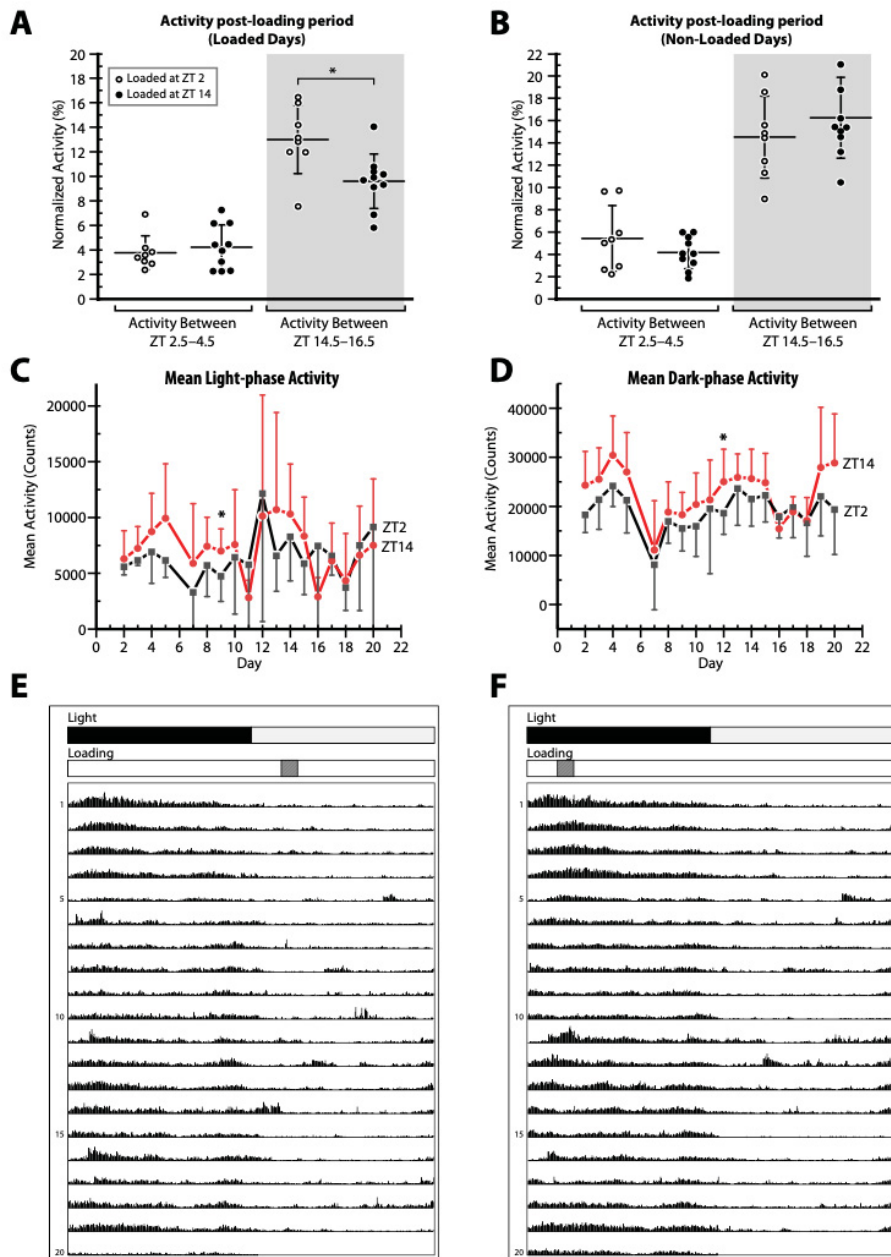 A
Activity post-loading period
(Loaded Days)
Normalized Activity (%)
20
18
16
14
12
10
8
6
4
2
0
Loaded at ZT 2
Loaded at ZT 14
*
Activity Between
ZT 2.5–4.5
Activity Between
ZT 14.5–16.5
B
Activity post-loading period
(Non-Loaded Days)
Normalized Activity (%)
22
20
18
16
14
12
10
8
6
4
2
0
Activity Between
ZT 2.5–4.5
Activity Between
ZT 14.5–16.5
C
Mean Light-phase Activity
Mean Activity (Counts)
20000
15000
10000
5000
0
*
ZT2
ZT14
0 2 4 6 8 10 12 14 16 18 20 22
Day
D
Mean Dark-phase Activity
Mean Activity (Counts)
40000
30000
20000
10000
0
*
ZT14
ZT2
0 2 4 6 8 10 12 14 16 18 20 22
Day
E
Light
Loading
1
5
10
15
20
F
Light
Loading
1
5
10
15
20